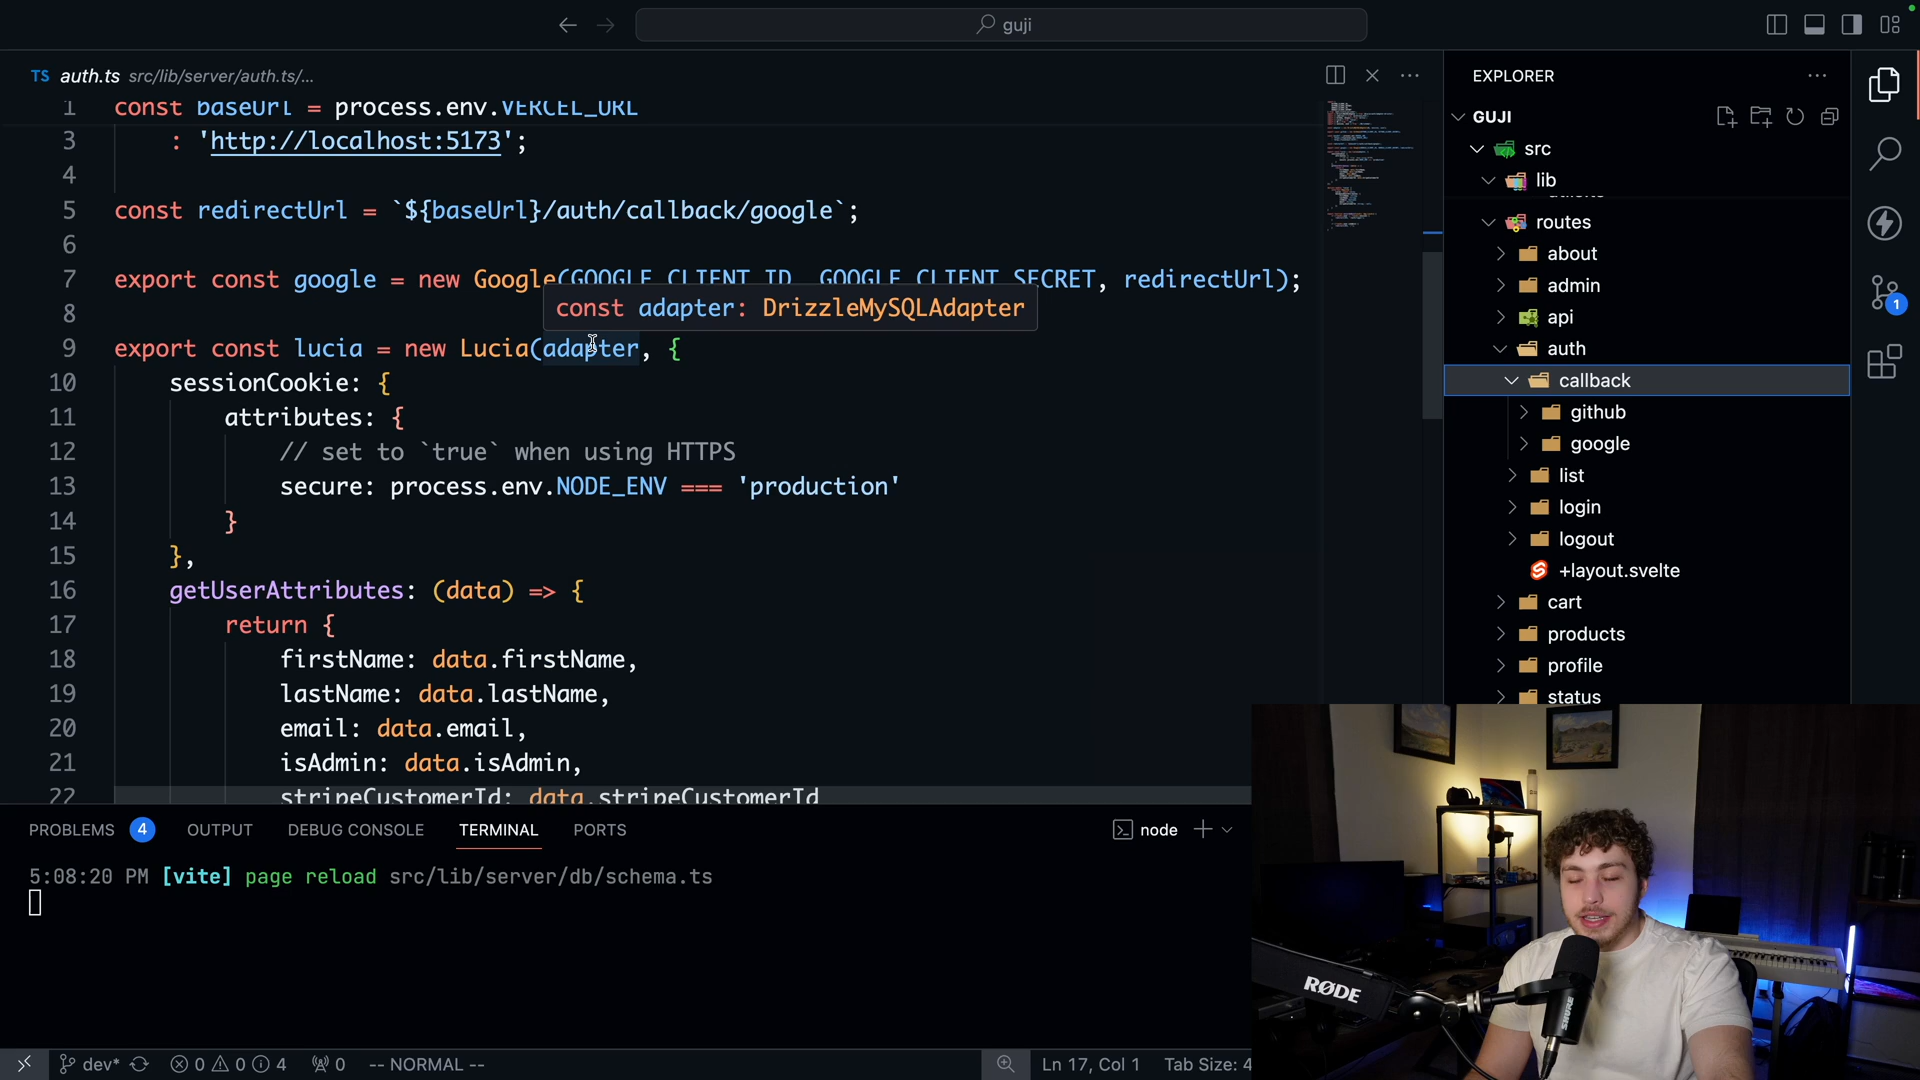 guji
TS auth.ts src/lib/server/auth.ts/...
1 const baseUrl = process.env.VERCEL_URL
3 : 'http://localhost:5173';
4
5 const redirectUrl = `${baseUrl}/auth/callback/google`;
6
7 export const google = new Google(GOOGLE_CLIENT_ID, GOOGLE_CLIENT_SECRET, redirectUrl);
const adapter: DrizzleMySQLAdapter
8
9 export const lucia = new Lucia(adapter, {
10 sessionCookie: {
11 attributes: {
12 // set to `true` when using HTTPS
13 secure: process.env.NODE_ENV === 'production'
14 }
15 },
16 getUserAttributes: (data) => {
17 return {
18 firstName: data.firstName,
19 lastName: data.lastName,
20 email: data.email,
21 isAdmin: data.isAdmin,
22 stripeCustomerId: data.stripeCustomerId
EXPLORER
GUJI
src
lib
routes
about
admin
api
auth
callback
github
google
list
login
logout
+layout.svelte
cart
products
profile
status
1
PROBLEMS 4 OUTPUT DEBUG CONSOLE TERMINAL PORTS
node
5:08:20 PM [vite] page reload src/lib/server/db/schema.ts
RØDE
SHURE
dev* 0 0 4 0 -- NORMAL --
Ln 17, Col 1 Tab Size: 4